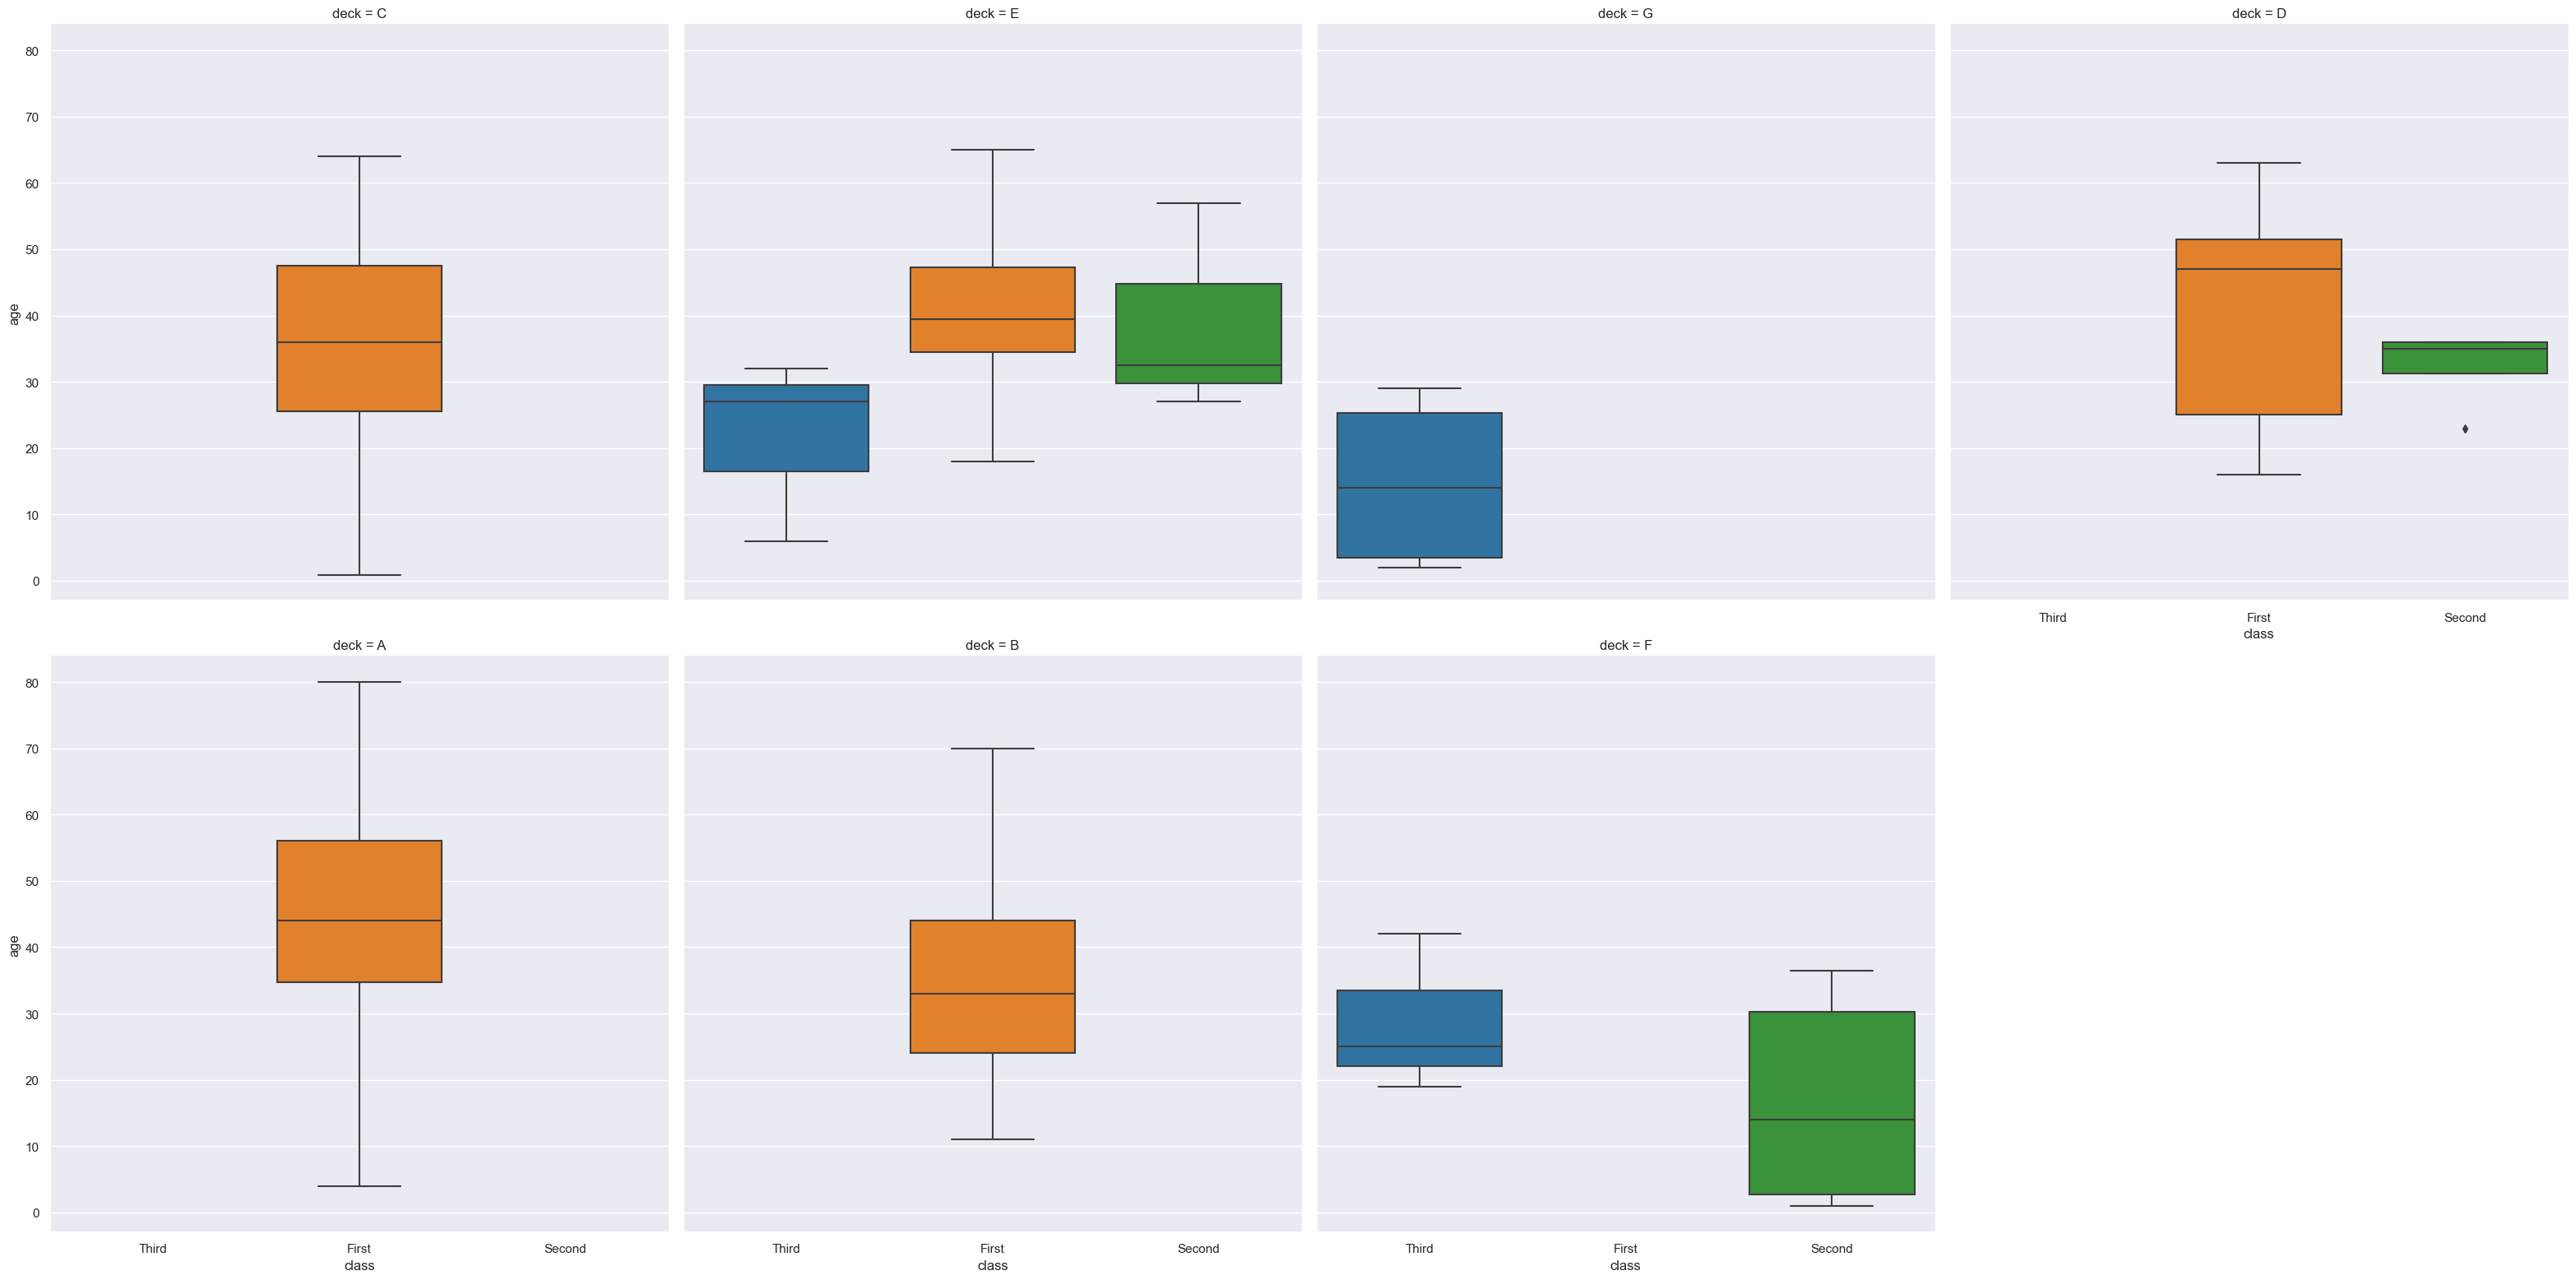 deck = C
deck = E
deck = G
deck = D
80
70
60
50
40
30
20
10
0
age
Third
First
Second
class
deck = A
deck = B
deck = F
80
70
60
50
40
30
20
10
0
age
Third
First
Second
class
Third
First
Second
class
Third
First
Second
class